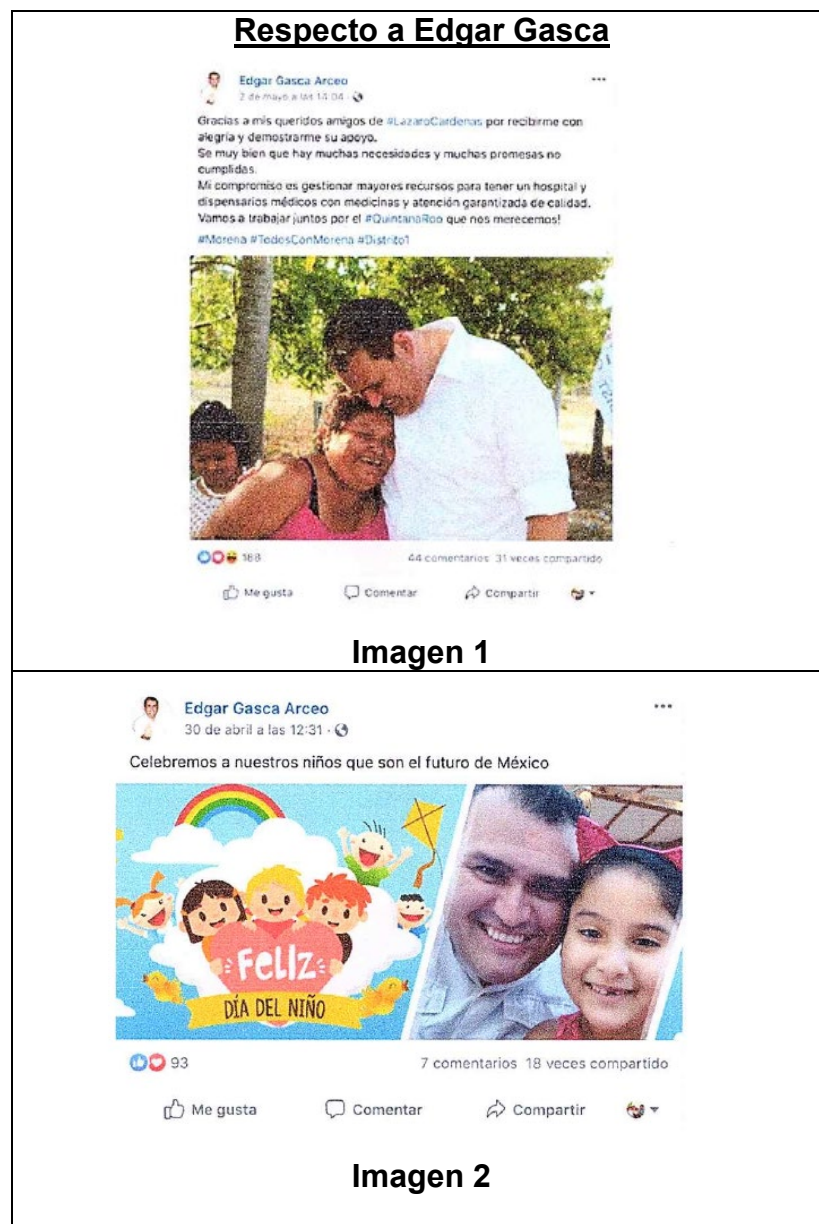 Respecto a Edgar Gasca
Edgar Gasca Arceo
2 de mayo a las 14:04
Gracias a mis queridos amigos de #LazaroCardenas por recibirme con
alegría y demostrarme su apoyo.
Se muy bien que hay muchas necesidades y muchas promesas no
cumplidas.
Mi compromiso es gestionar mayores recursos para tener un hospital y
dispensarios médicos con medicinas y atención garantizada de calidad.
Vamos a trabajar juntos por el #QuintanaRoo que nos merecemos!
#Morena #TodosConMorena #Distrito1
188
44 comentarios 31 veces compartido
Me gusta Comentar Compartir
Imagen 1
Edgar Gasca Arceo
30 de abril a las 12:31
Celebremos a nuestros niños que son el futuro de México
FELIZ
DÍA DEL NIÑO
93
7 comentarios 18 veces compartido
Me gusta Comentar Compartir
Imagen 2